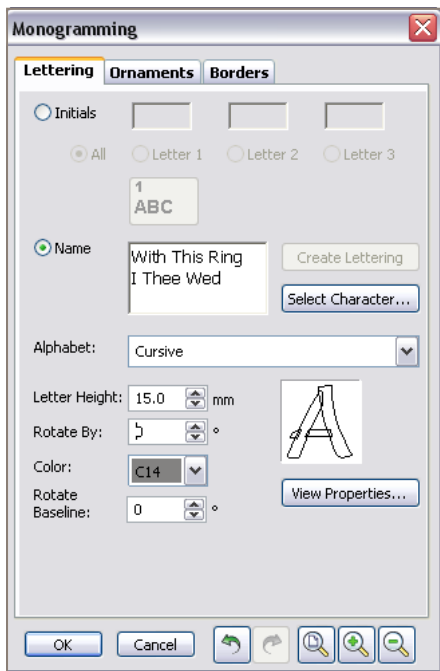 Monogramming
Lettering Ornaments Borders
Initials
All Letter 1 Letter 2 Letter 3
1
ABC
Name
With This Ring
I Thee Wed
Create Lettering
Select Character...
Alphabet: Cursive
Letter Height: 15.0 mm
Rotate By: °
A
Color: C14
View Properties...
Rotate
Baseline: 0 °
OK Cancel